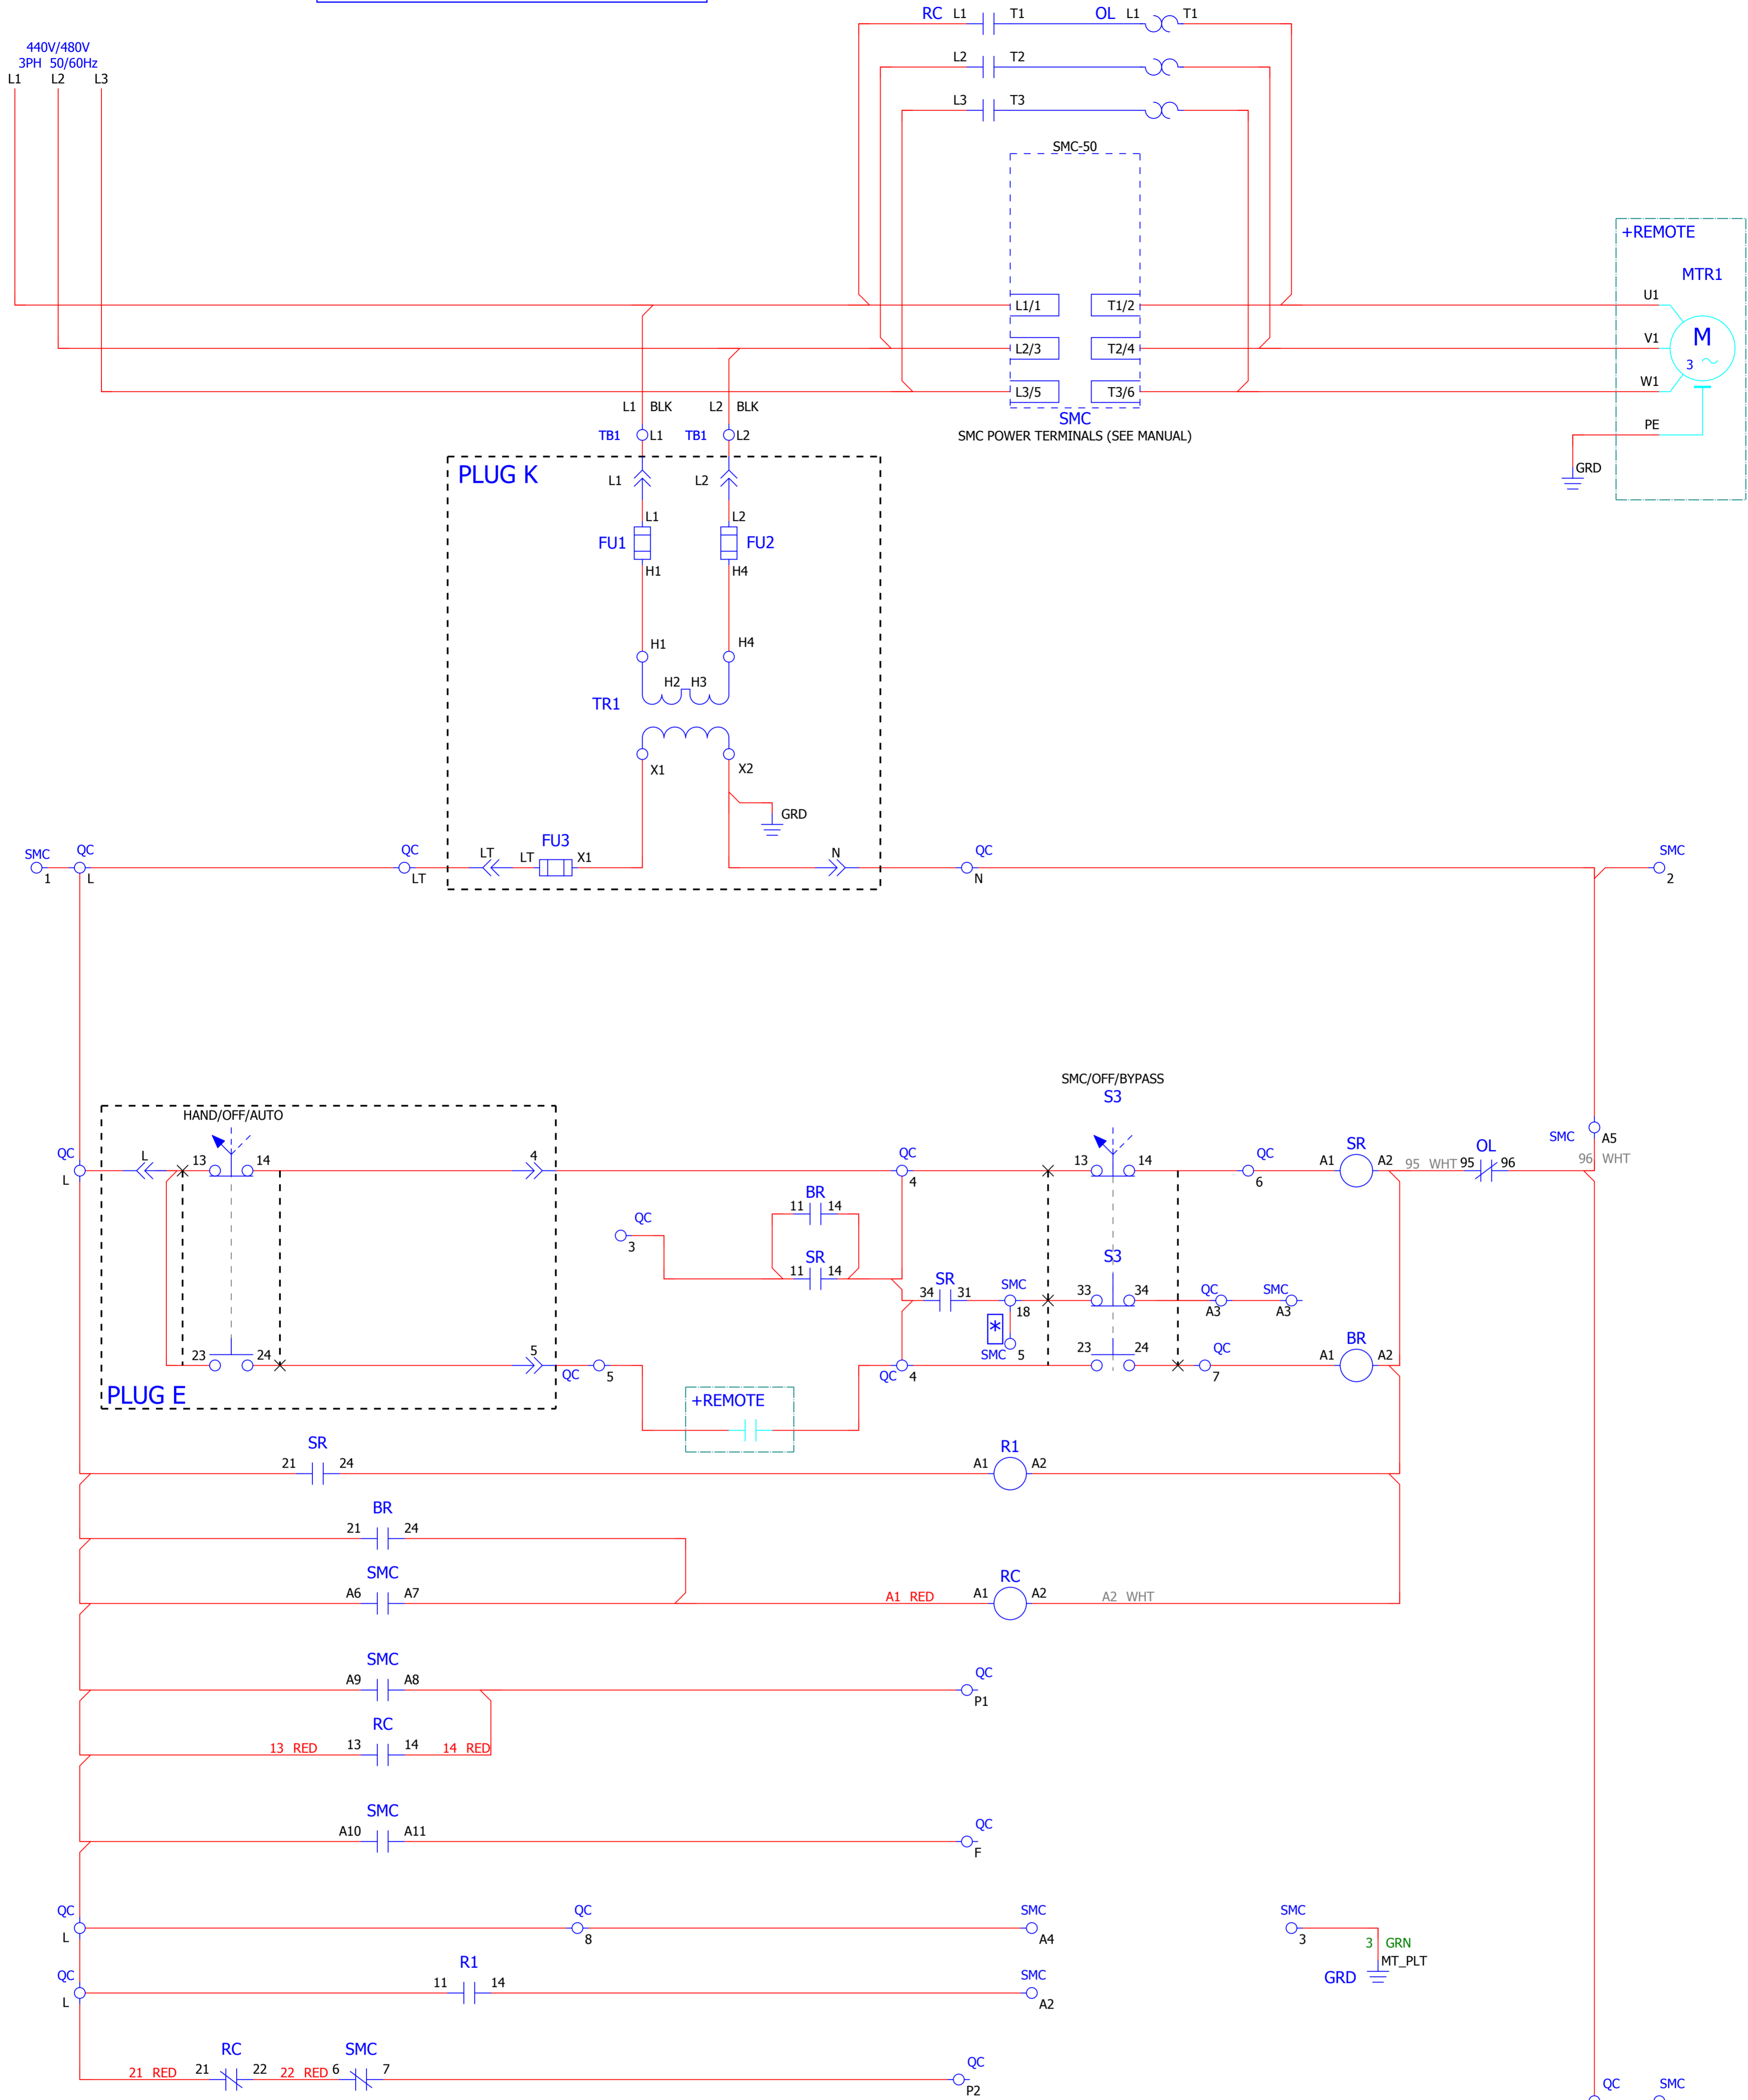 RC L1 T1 OL L1 T1
440V/480V
3PH 50/60Hz
L1 L2 L3
L2 T2
L3 T3
SMC-50
+REMOTE
MTR1
L1/1 T1/2 U1
L2/3 T2/4 V1
M
3
L3/5 T3/6 W1
L1 BLK L2 BLK
SMC
SMC POWER TERMINALS (SEE MANUAL)
TB1 L1 TB1 L2
PE
GRD
PLUG K
L1 L2
L1 L2
FU1 FU2
H1 H4
H1 H4
H2 H3
TR1
X1 X2
GRD
SMC QC QC FU3 N QC SMC
1 L LT LT LT X1 N 2
SMC/OFF/BYPASS
S3
HAND/OFF/AUTO
SMC A5
QC L 13 14 4 QC 13 14 QC SR OL
A1 A2 95 WHT 95 96 96 WHT
L 4 6
BR
11 14
QC
3
SR
11 14
S3
SR SMC
34 31 33 34 QC SMC
18 A3 A3
*
SMC 5
BR
23 24 5 QC 5 QC 4 23 24 QC A1 A2
7
PLUG E
+REMOTE
SR R1
21 24 A1 A2
BR
21 24
SMC RC
A6 A7 A1 RED A1 A2 A2 WHT
SMC QC
A9 A8 P1
RC
13 RED 13 14 14 RED
SMC QC
A10 A11 F
QC QC SMC SMC
L 8 A4 3
3 GRN
MT_PLT
GRD
QC R1 SMC
L 11 14 A2
RC SMC QC
21 RED 21 22 22 RED 6 7 P2
QC SMC